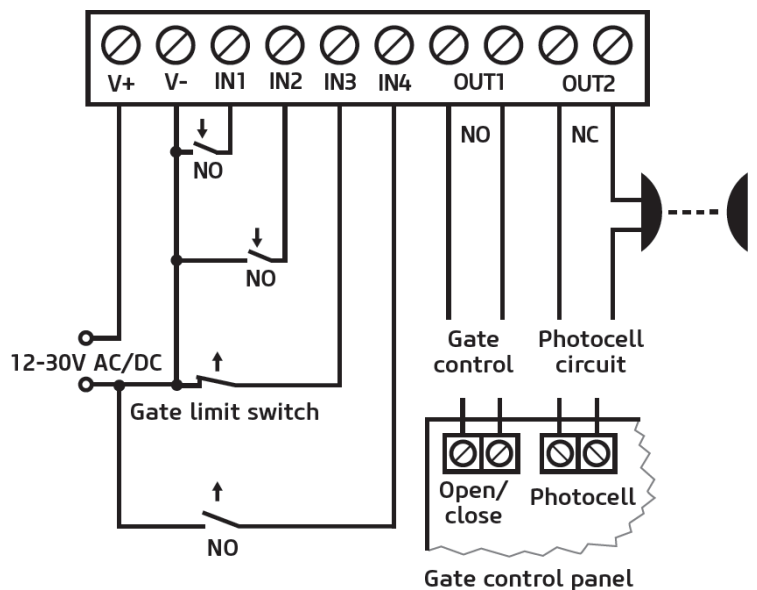 V+ V- IN1 IN2 IN3 IN4 OUT1 OUT2
NO NC
NO
NO
12-30V AC/DC
Gate limit switch
NO
Gate
control
Photocell
circuit
Open/
close
Photocell
Gate control panel